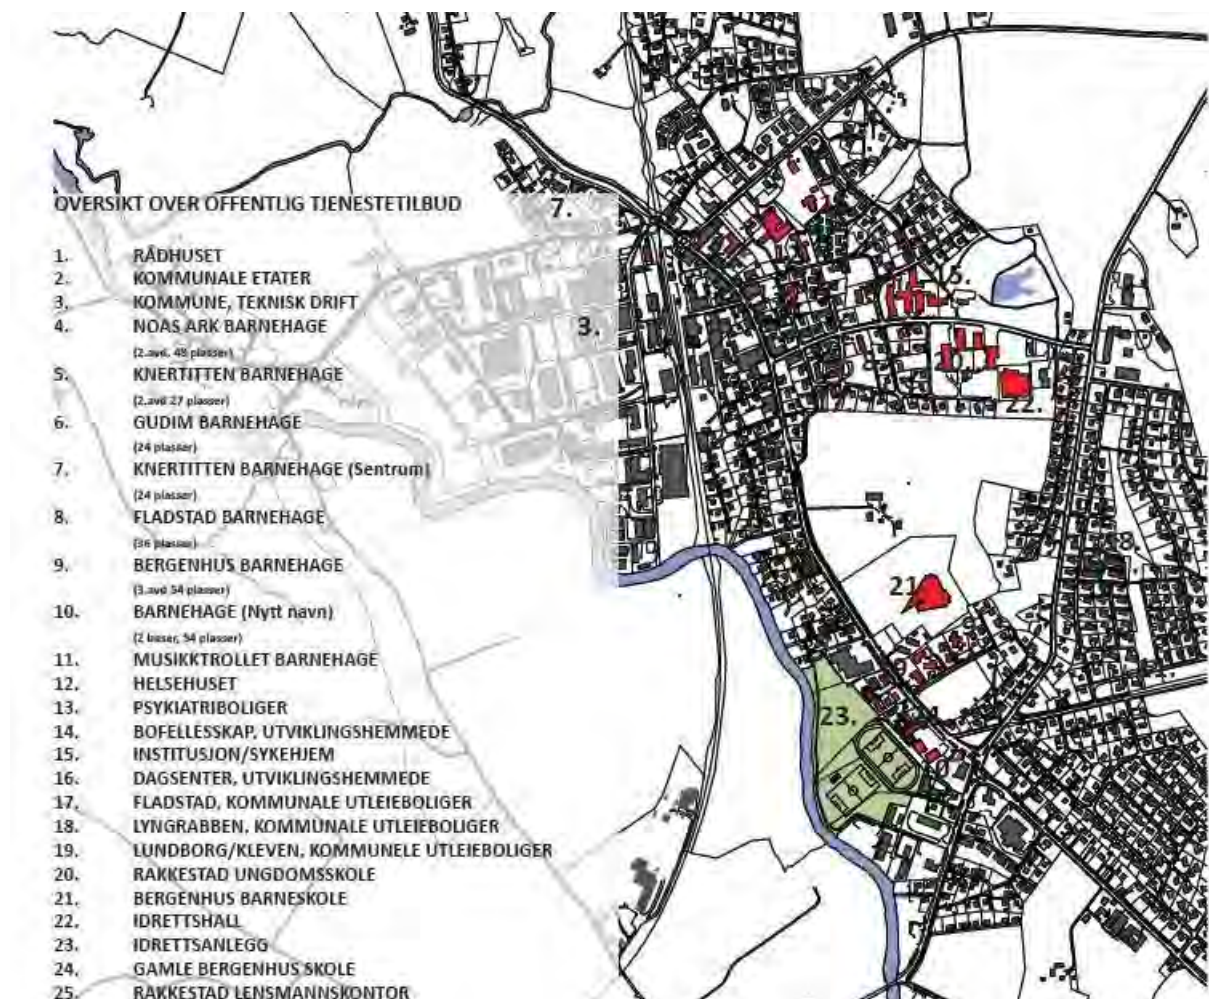 OVERSIKT OVER OFFENTLIG TJENESTETILBUD
1. RÅDHUSET
2. KOMMUNALE ETATER
3. KOMMUNE, TEKNISK DRIFT
4. NOAS ARK BARNEHAGE
(2.avd. 48 plasser)
5. KNERTITTEN BARNEHAGE
(2.avd 27 plasser)
6. GUDIM BARNEHAGE
(24 plasser)
7. KNERTITTEN BARNEHAGE (Sentrum)
(24 plasser)
8. FLADSTAD BARNEHAGE
(36 plasser)
9. BERGENHUS BARNEHAGE
(3.avd 54 plasser)
10. BARNEHAGE (Nytt navn)
(2 baser, 54 plasser)
11. MUSIKKTROLLET BARNEHAGE
12. HELSEHUSET
13. PSYKIATRIBOLIGER
14. BOFELLESSKAP, UTVIKLINGSHEMMEDE
15. INSTITUSJON/SYKEHJEM
16. DAGSENTER, UTVIKLINGSHEMMEDE
17. FLADSTAD, KOMMUNALE UTLEIEBOLIGER
18. LYNGRABBEN, KOMMUNALE UTLEIEBOLIGER
19. LUNDBORG/KLEVEN, KOMMUNELE UTLEIEBOLIGER
20. RAKKESTAD UNGDOMSSKOLE
21. BERGENHUS BARNESKOLE
22. IDRETTSHALL
23. IDRETTSANLEGG
24. GAMLE BERGENHUS SKOLE
25. RAKKESTAD LENSMANNSKONTOR
7.
3.
15.
20.
22.
21.
23.